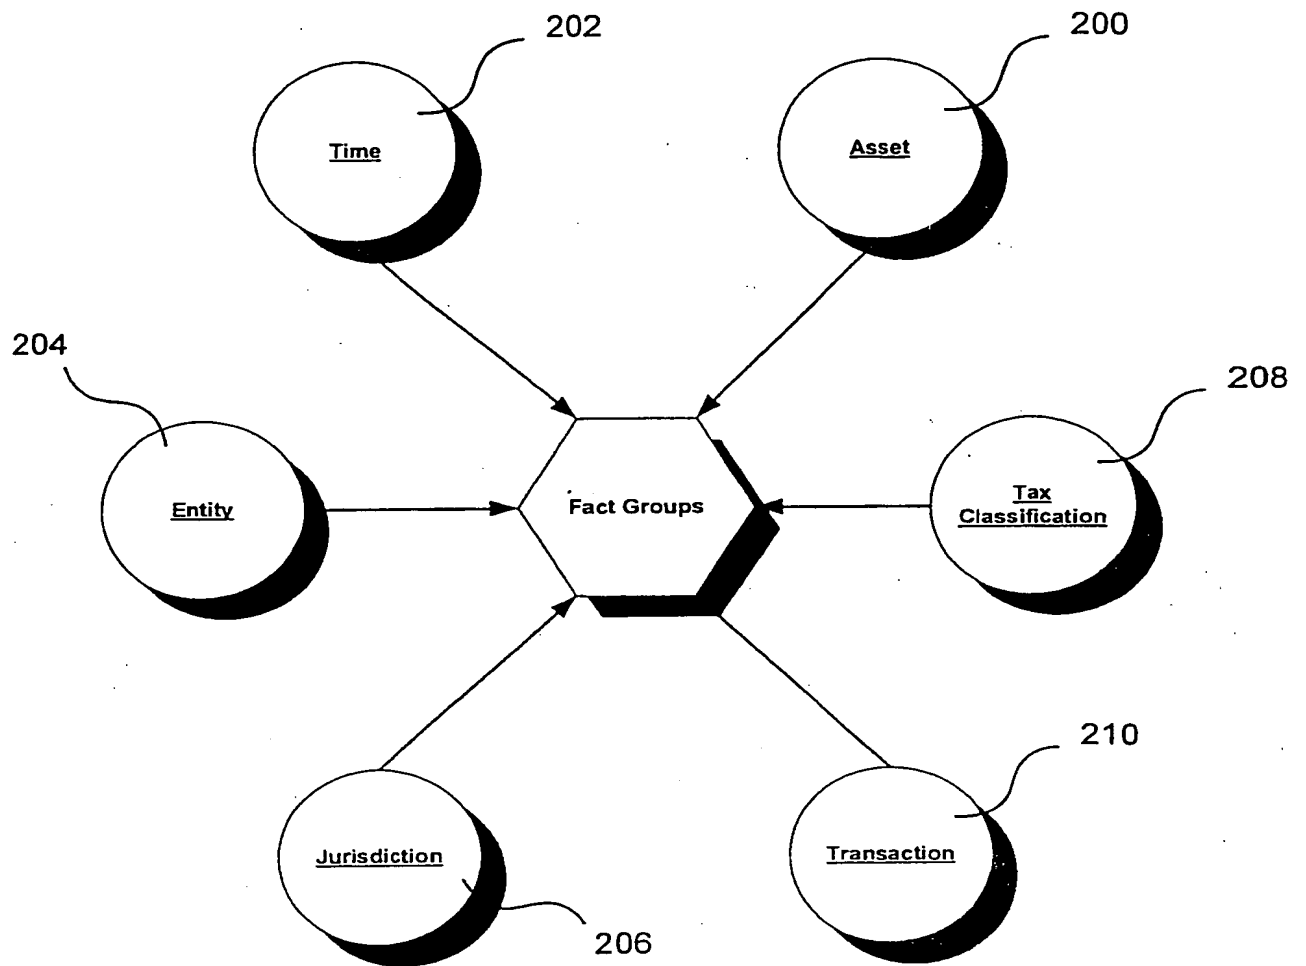 202
200
Time
Asset
204
208
Entity
Fact Groups
Tax
Classification
210
Jurisdiction
Transaction
206